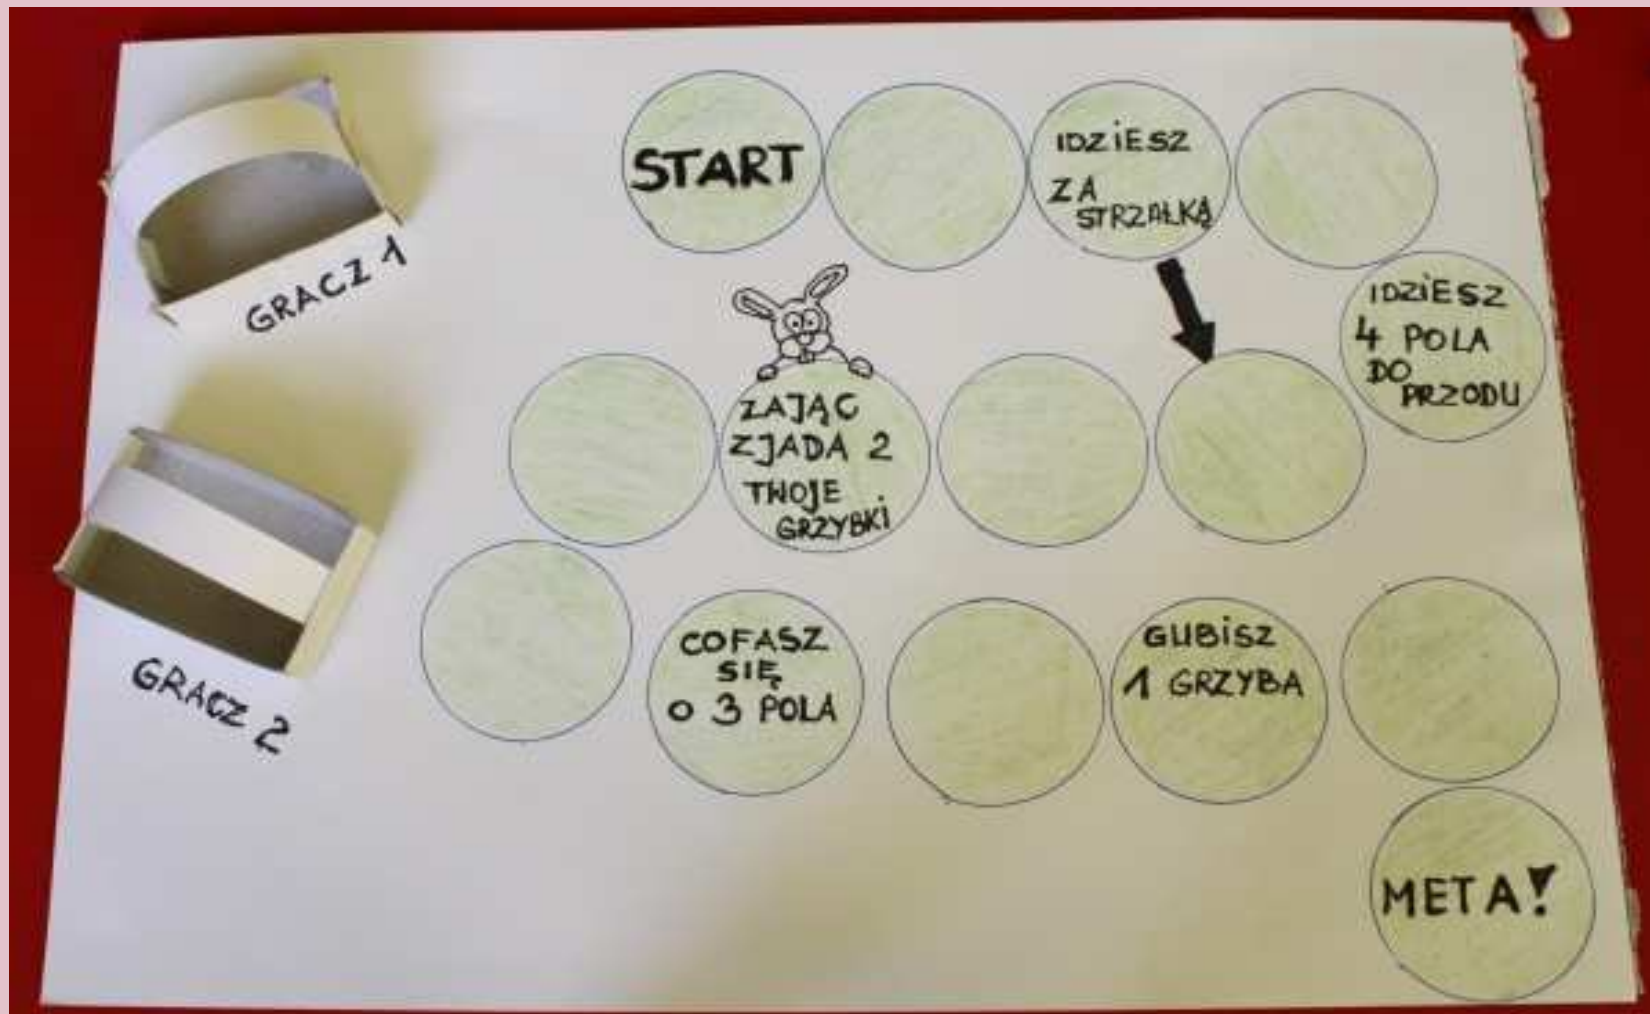 START
IDZIESZ
ZA
STRZAŁKĄ
GRACZ 1
IDZIESZ
4 POLA
DO
PRZODU
ZAJĄC
ZJADA 2
TWOJE
GRZYBKI
GRACZ 2
COFASZ
SIĘ
O 3 POLA
GUBISZ
1 GRZYBA
META!